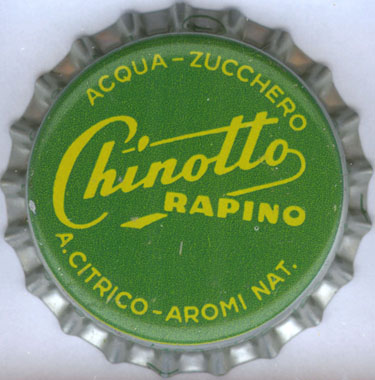 ACQUA-ZUCCHERO
Chinotto
RAPINO
A. CITRICO-AROMI NAT.